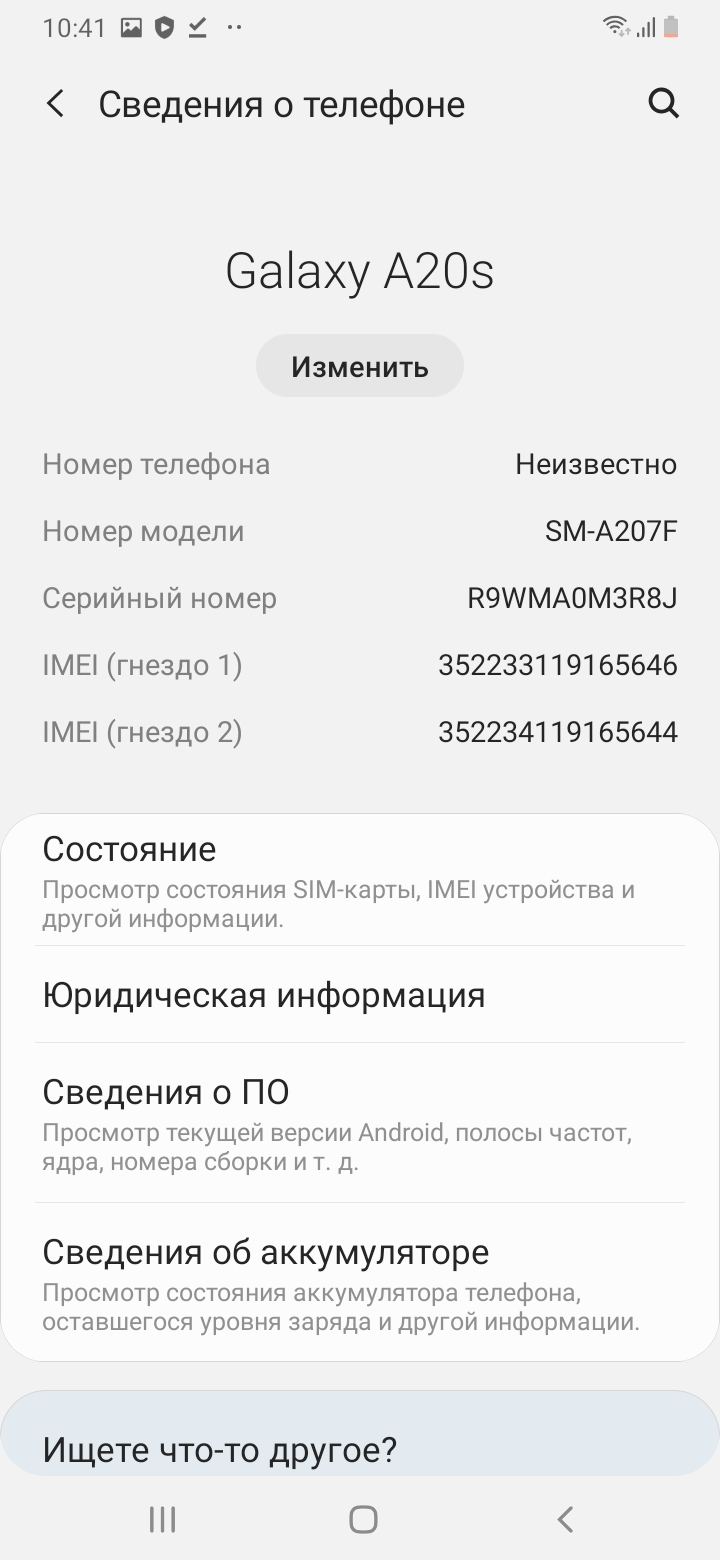 10:41
Сведения о телефоне
Galaxy A20s
Изменить
Номер телефона Неизвестно
Номер модели SM-A207F
Серийный номер R9WMA0M3R8J
IMEI (гнездо 1) 352233119165646
IMEI (гнездо 2) 352234119165644
Состояние
Просмотр состояния SIM-карты, IMEI устройства и
другой информации.
Юридическая информация
Сведения о ПО
Просмотр текущей версии Android, полосы частот,
ядра, номера сборки и т. д.
Сведения об аккумуляторе
Просмотр состояния аккумулятора телефона,
оставшегося уровня заряда и другой информации.
Ищете что-то другое?